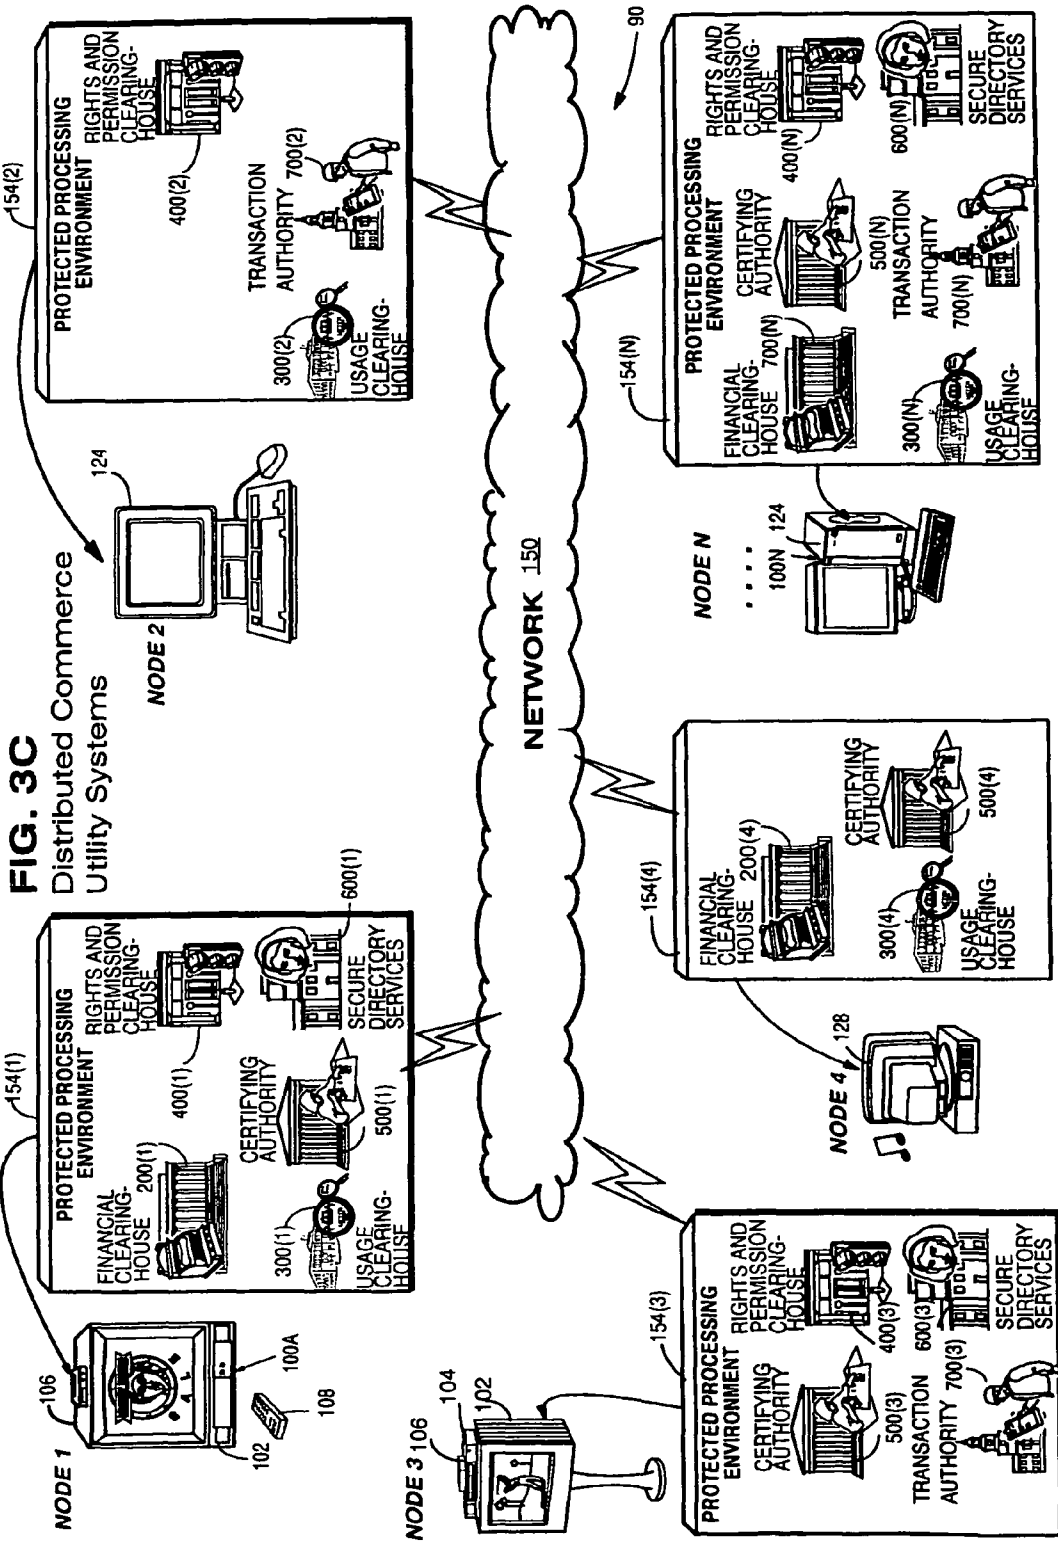 FIG. 3C
Distributed Commerce
Utility Systems
NODE 1
106
102
100A
108
154(1)
PROTECTED PROCESSING
ENVIRONMENT
FINANCIAL
CLEARING-
HOUSE 200(1)
RIGHTS AND
PERMISSION
CLEARING-
HOUSE
400(1)
CERTIFYING
AUTHORITY
500(1)
300(1)
USAGE
CLEARING-
HOUSE
600(1)
SECURE
DIRECTORY
SERVICES
NODE 2
124
154(2)
PROTECTED PROCESSING
ENVIRONMENT
RIGHTS AND
PERMISSION
CLEARING-
HOUSE
400(2)
TRANSACTION
AUTHORITY
700(2)
300(2)
USAGE
CLEARING-
HOUSE
NETWORK 150
90
NODE 3
106
104
102
154(3)
PROTECTED PROCESSING
ENVIRONMENT
CERTIFYING
AUTHORITY
500(3)
RIGHTS AND
PERMISSION
CLEARING-
HOUSE
400(3)
TRANSACTION
AUTHORITY 700(3)
600(3)
SECURE
DIRECTORY
SERVICES
NODE 4
128
154(4)
FINANCIAL
CLEARING-
HOUSE 200(4)
CERTIFYING
AUTHORITY
500(4)
300(4)
USAGE
CLEARING-
HOUSE
NODE N
. . . .
100N
124
154(N)
PROTECTED PROCESSING
ENVIRONMENT
FINANCIAL
CLEARING-
HOUSE 700(N)
CERTIFYING
AUTHORITY
500(N)
RIGHTS AND
PERMISSION
CLEARING-
HOUSE
400(N)
300(N)
USAGE
CLEARING-
HOUSE
TRANSACTION
AUTHORITY
700(N)
600(N)
SECURE
DIRECTORY
SERVICES